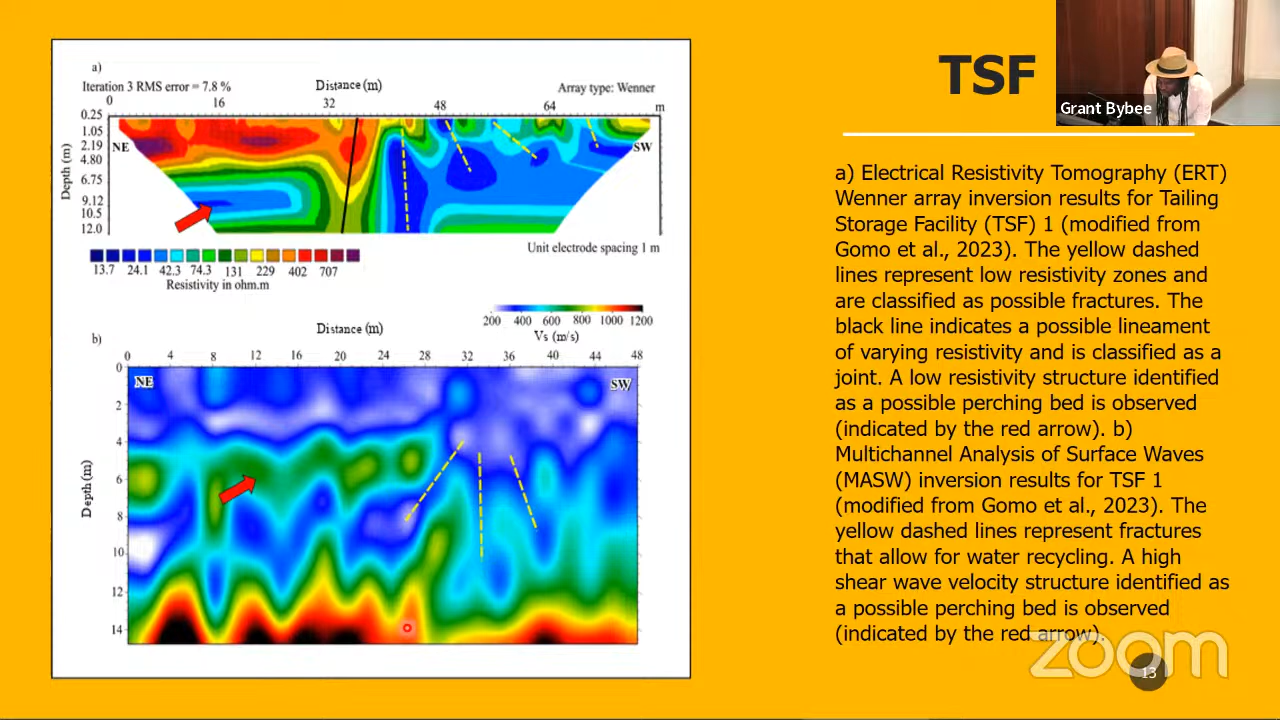 TSF
Grant Bybee
a)
Iteration 3 RMS error = 7.8 %
Distance (m)
Array type: Wenner
0 16 32 48 64 m
Depth (m)
0.25
1.05
2.19
4.80
6.75
9.12
10.5
12.0
NE
SW
Unit electrode spacing 1 m
13.7 24.1 42.3 74.3 131 229 402 707
Resistivity in ohm.m
200 400 600 800 1000 1200
Vs (m/s)
Distance (m)
b)
0 4 8 12 16 20 24 28 32 36 40 44 48
Depth(m)
0
2
4
6
8
10
12
14
NE
SW
a) Electrical Resistivity Tomography (ERT)
Wenner array inversion results for Tailing
Storage Facility (TSF) 1 (modified from
Gomo et al., 2023). The yellow dashed
lines represent low resistivity zones and
are classified as possible fractures. The
black line indicates a possible lineament
of varying resistivity and is classified as a
joint. A low resistivity structure identified
as a possible perching bed is observed
(indicated by the red arrow). b)
Multichannel Analysis of Surface Waves
(MASW) inversion results for TSF 1
(modified from Gomo et al., 2023). The
yellow dashed lines represent fractures
that allow for water recycling. A high
shear wave velocity structure identified as
a possible perching bed is observed
(indicated by the red arrow).
zoom
13